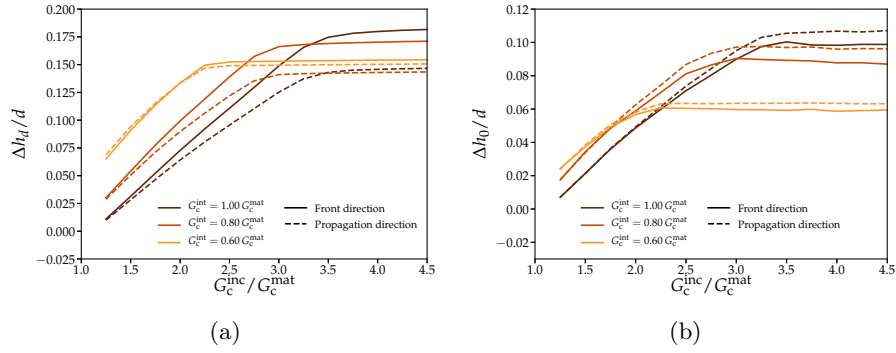 0.200
0.175
0.150
0.125
0.100
0.075
0.050
0.025
0.000
−0.025
Δh_d/d
G_c^int = 1.00 G_c^mat
G_c^int = 0.80 G_c^mat
G_c^int = 0.60 G_c^mat
Front direction
Propagation direction
1.0 1.5 2.0 2.5 3.0 3.5 4.0 4.5
G_c^inc/G_c^mat
(a)
0.12
0.10
0.08
0.06
0.04
0.02
0.00
−0.02
Δh_0/d
G_c^int = 1.00 G_c^mat
G_c^int = 0.80 G_c^mat
G_c^int = 0.60 G_c^mat
Front direction
Propagation direction
1.0 1.5 2.0 2.5 3.0 3.5 4.0 4.5
G_c^inc/G_c^mat
(b)